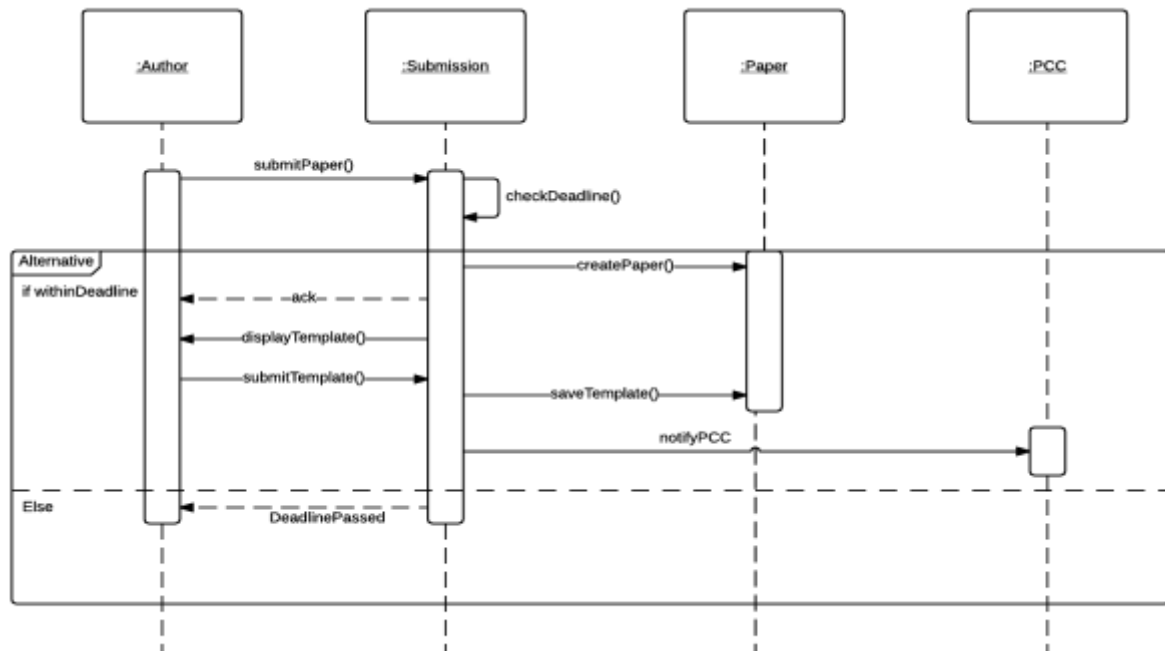 :Author
:Submission
:Paper
:PCC
submitPaper()
checkDeadline()
Alternative
createPaper()
if withinDeadline
ack
displayTemplate()
submitTemplate()
saveTemplate()
notifyPCC
Else
DeadlinePassed